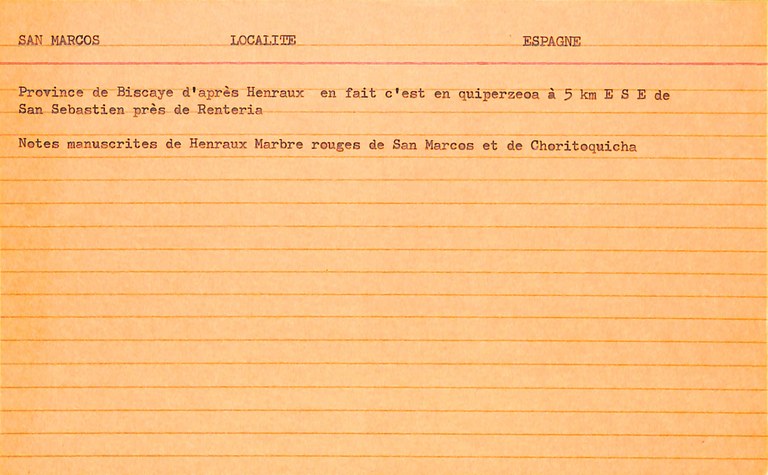 SAN MARCOS LOCALITE ESPAGNE
Province de Biscaye d'après Henraux en fait c'est en quiperzeoa à 5 km E S E de
San Sebastien près de Renteria
Notes manuscrites de Henraux Marbre rouges de San Marcos et de Choritoquicha